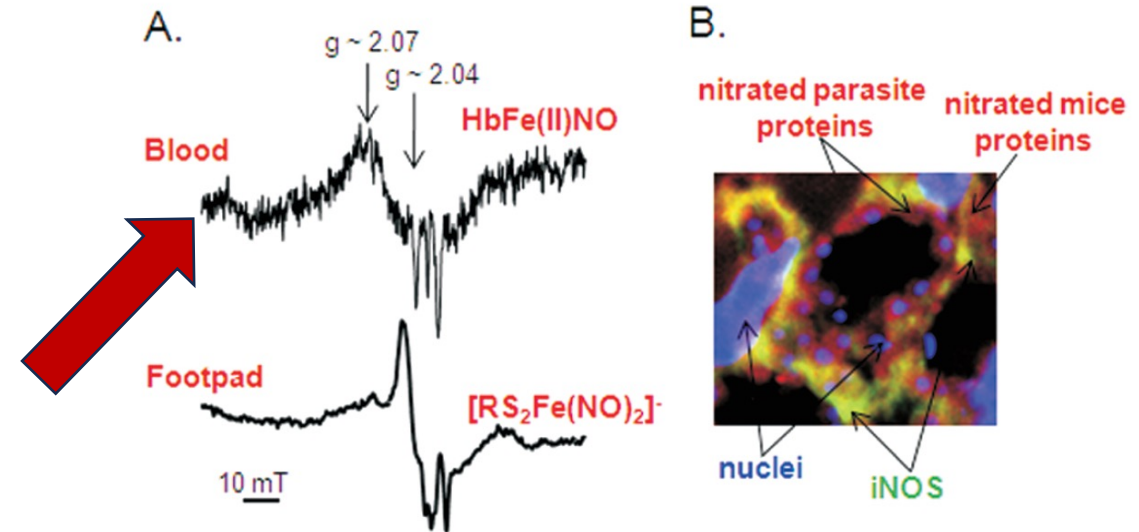 A.
g ~ 2.07
g ~ 2.04
Blood
HbFe(II)NO
Footpad
[RS₂Fe(NO)₂]⁻
10 mT
B.
nitrated parasite
proteins
nitrated mice
proteins
nuclei
iNOS